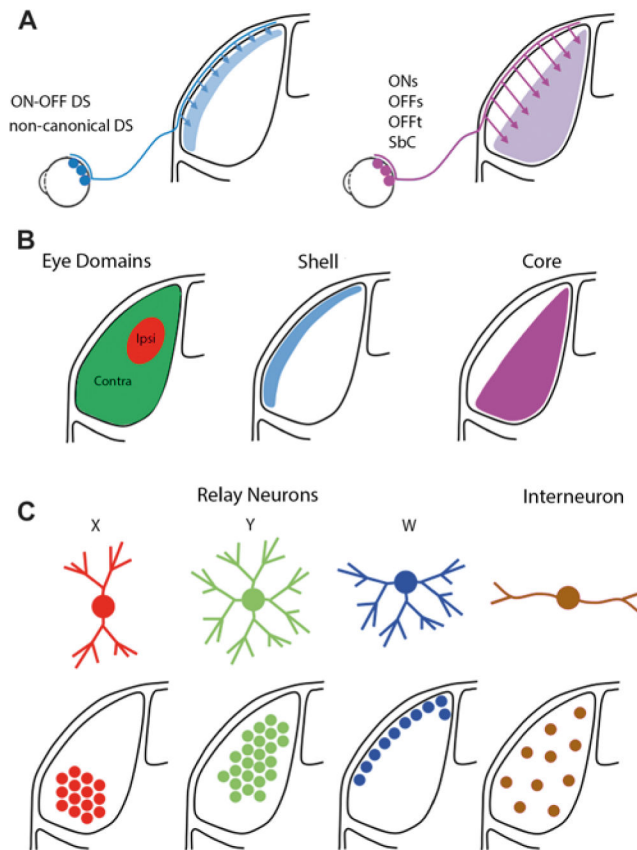 A
ON-OFF DS
non-canonical DS
ONs
OFFs
OFFt
SbC
B
Eye Domains
Shell
Core
Ipsi
Contra
Relay Neurons
Interneuron
C
X
Y
W